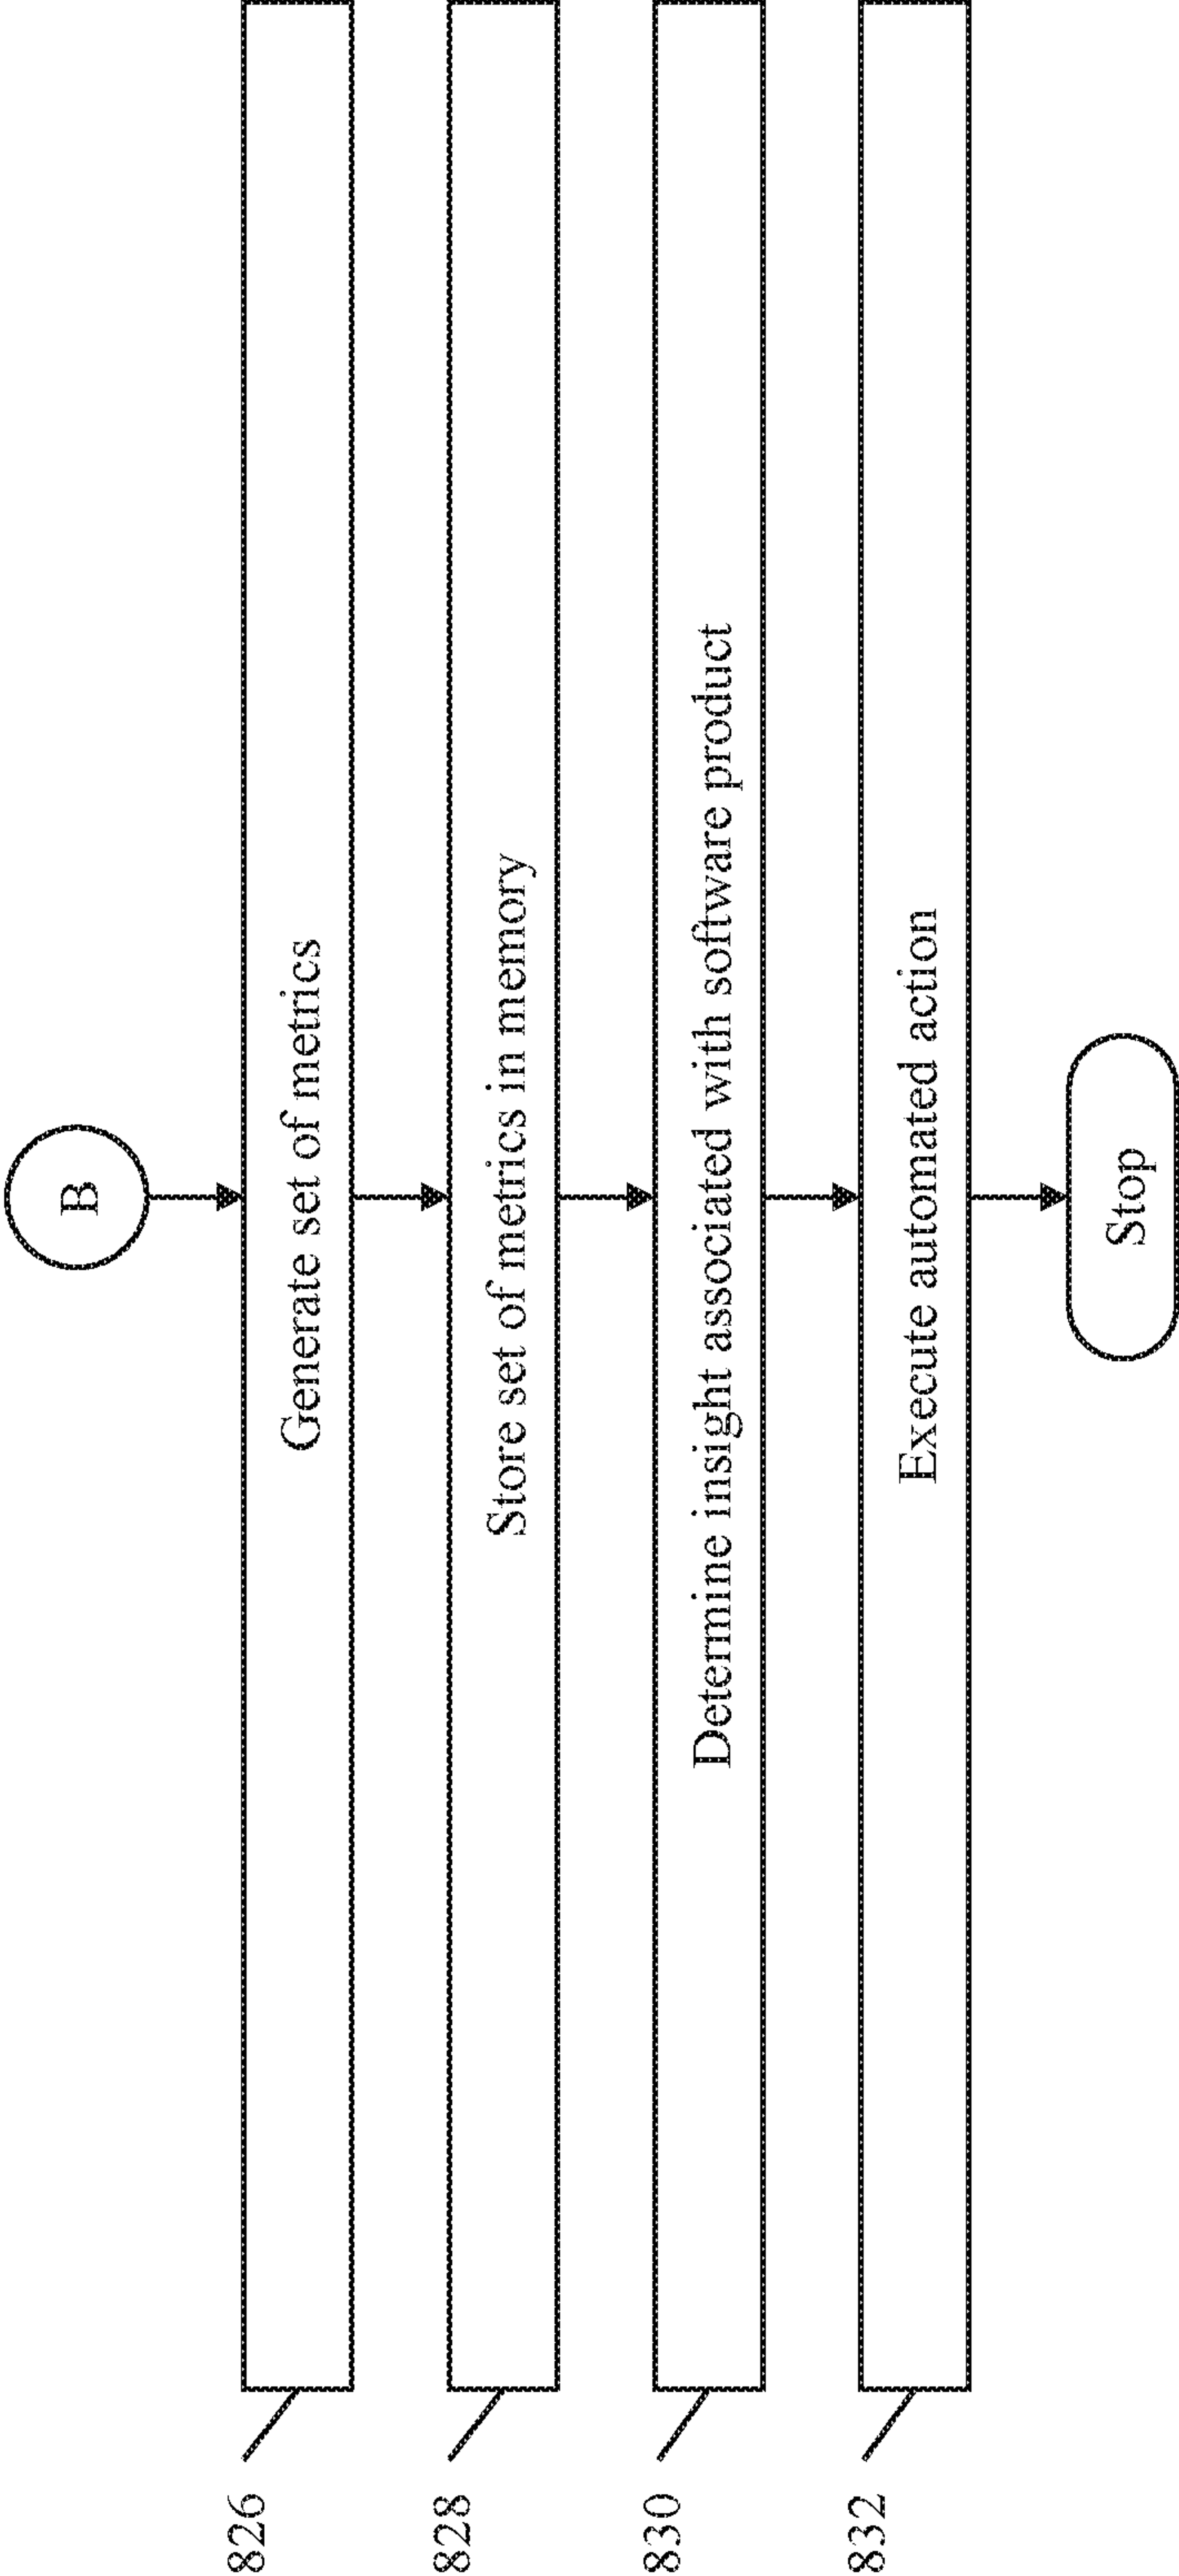 B
826
Generate set of metrics
828
Store set of metrics in memory
830
Determine insight associated with software product
832
Execute automated action
Stop